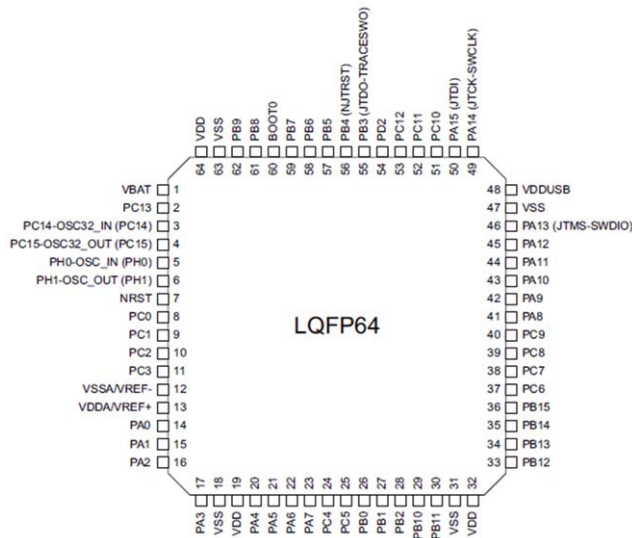 VDD
VSS
PB9
PB8
BOOT0
PB7
PB6
PB5
PB4 (NJTRST)
PB3 (JTDO-TRACESWO)
PD2
PC12
PC11
PC10
PA15 (JTDI)
PA14 (JTCK-SWCLK)
64 63 62 61 60 59 58 57 56 55 54 53 52 51 50 49
VBAT 1
PC13 2
PC14-OSC32_IN (PC14) 3
PC15-OSC32_OUT (PC15) 4
PH0-OSC_IN (PH0) 5
PH1-OSC_OUT (PH1) 6
NRST 7
PC0 8
PC1 9
PC2 10
PC3 11
VSSA/VREF- 12
VDDA/VREF+ 13
PA0 14
PA1 15
PA2 16
LQFP64
48 VDDUSB
47 VSS
46 PA13 (JTMS-SWDIO)
45 PA12
44 PA11
43 PA10
42 PA9
41 PA8
40 PC9
39 PC8
38 PC7
37 PC6
36 PB15
35 PB14
34 PB13
33 PB12
17 18 19 20 21 22 23 24 25 26 27 28 29 30 31 32
PA3
VSS
VDD
PA4
PA5
PA6
PA7
PC4
PC5
PB0
PB1
PB2
PB10
PB11
VSS
VDD